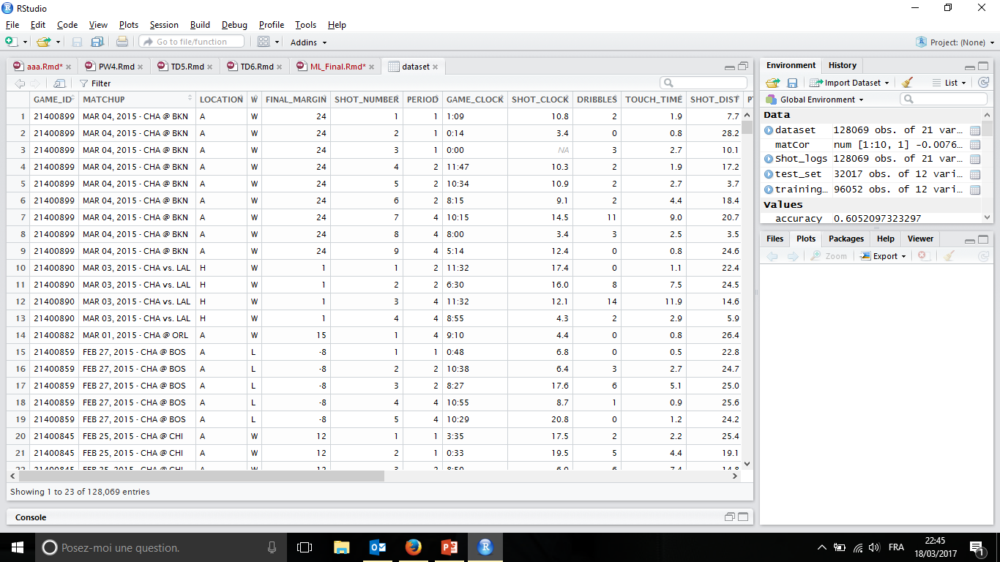 RStudio
File Edit Code View Plots Session Build Debug Profile Tools Help
Go to file/function Addins Project: (None)
aaa.Rmd* PW4.Rmd TD5.Rmd TD6.Rmd ML_Final.Rmd* dataset
Filter
GAME_ID MATCHUP LOCATION W FINAL_MARGIN SHOT_NUMBER PERIOD GAME_CLOCK SHOT_CLOCK DRIBBLES TOUCH_TIME SHOT_DIST PT
1 21400899 MAR 04, 2015 - CHA @ BKN A W 24 1 1 1:09 10.8 2 1.9 7.7
2 21400899 MAR 04, 2015 - CHA @ BKN A W 24 2 1 0:14 3.4 0 0.8 28.2
3 21400899 MAR 04, 2015 - CHA @ BKN A W 24 3 1 0:00 NA 3 2.7 10.1
4 21400899 MAR 04, 2015 - CHA @ BKN A W 24 4 2 11:47 10.3 2 1.9 17.2
5 21400899 MAR 04, 2015 - CHA @ BKN A W 24 5 2 10:34 10.9 2 2.7 3.7
6 21400899 MAR 04, 2015 - CHA @ BKN A W 24 6 2 8:15 9.1 2 4.4 18.4
7 21400899 MAR 04, 2015 - CHA @ BKN A W 24 7 4 10:15 14.5 11 9.0 20.7
8 21400899 MAR 04, 2015 - CHA @ BKN A W 24 8 4 8:00 3.4 3 2.5 3.5
9 21400899 MAR 04, 2015 - CHA @ BKN A W 24 9 4 5:14 12.4 0 0.8 24.6
10 21400890 MAR 03, 2015 - CHA vs. LAL H W 1 1 2 11:32 17.4 0 1.1 22.4
11 21400890 MAR 03, 2015 - CHA vs. LAL H W 1 2 2 6:30 16.0 8 7.5 24.5
12 21400890 MAR 03, 2015 - CHA vs. LAL H W 1 3 4 11:32 12.1 14 11.9 14.6
13 21400890 MAR 03, 2015 - CHA vs. LAL H W 1 4 4 8:55 4.3 2 2.9 5.9
14 21400882 MAR 01, 2015 - CHA @ ORL A W 15 1 4 9:10 4.4 0 0.8 26.4
15 21400859 FEB 27, 2015 - CHA @ BOS A L -8 1 1 0:48 6.8 0 0.5 22.8
16 21400859 FEB 27, 2015 - CHA @ BOS A L -8 2 2 10:38 6.4 3 2.7 24.7
17 21400859 FEB 27, 2015 - CHA @ BOS A L -8 3 2 8:27 17.6 6 5.1 25.0
18 21400859 FEB 27, 2015 - CHA @ BOS A L -8 4 4 10:55 8.7 1 0.9 25.6
19 21400859 FEB 27, 2015 - CHA @ BOS A L -8 5 4 10:29 20.8 0 1.2 24.2
20 21400845 FEB 25, 2015 - CHA @ CHI A W 12 1 1 3:35 17.5 2 2.2 25.4
21 21400845 FEB 25, 2015 - CHA @ CHI A W 12 2 1 0:33 19.5 5 4.4 19.1
22 21400845 FEB 25, 2015 - CHA @ CHI A W 12 3 2 8:50 6.0 6 7.4 14.8
Showing 1 to 23 of 128,069 entries
Console
Environment History
Import Dataset List
Global Environment
Data
dataset 128069 obs. of 21 var…
matCor num [1:10, 1] -0.0076…
Shot_logs 128069 obs. of 21 var…
test_set 32017 obs. of 12 vari…
training… 96052 obs. of 12 vari…
Values
accuracy 0.6052097323297
Files Plots Packages Help Viewer
Zoom Export
Posez-moi une question.
FRA
22:45
18/03/2017
1